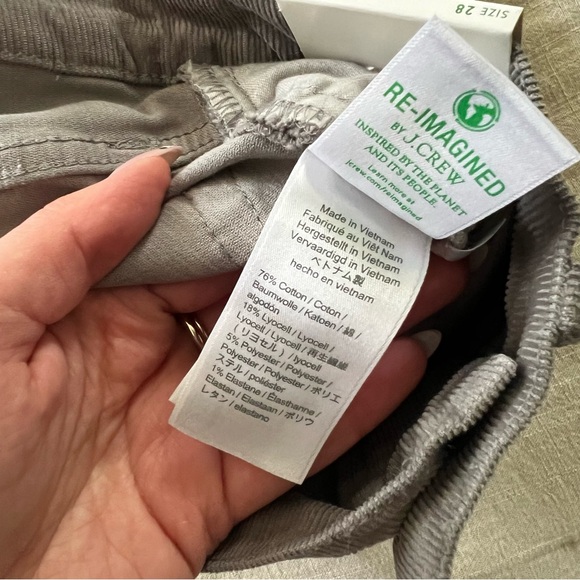 SIZE 28
RE-IMAGINED
BY J.CREW
INSPIRED BY THE PLANET
AND ITS PEOPLE
Learn more at
jcrew.com/reimagined
Made in Vietnam
Fabriqué au Việt Nam
Hergestellt in Vietnam
Vervaardigd in Vietnam
ベトナム製
hecho en vietnam
76% Cotton / Coton /
Baumwolle / Katoen / 綿 /
algodón
18% Lyocell / Lyocell /
Lyocell / Lyocell / 再生繊維
(リヨセル) / lyocell
5% Polyester / Polyester /
Polyester / Polyester / ポリエ
ステル / poliéster
1% Elastane / Élasthanne /
Elastan / Elastaan / ポリウ
レタン / elastano